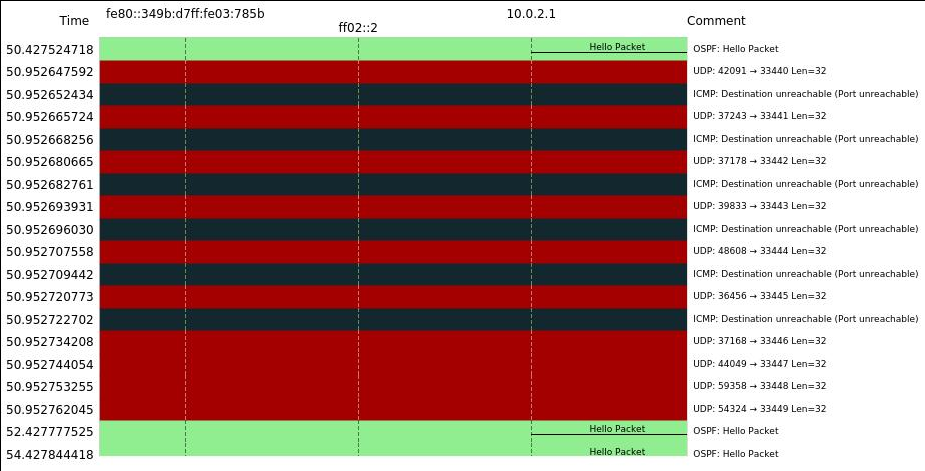 Time fe80::349b:d7ff:fe03:785b ff02::2 10.0.2.1 Comment
50.427524718 Hello Packet OSPF: Hello Packet
50.952647592 UDP: 42091 → 33440 Len=32
50.952652434 ICMP: Destination unreachable (Port unreachable)
50.952665724 UDP: 37243 → 33441 Len=32
50.952668256 ICMP: Destination unreachable (Port unreachable)
50.952680665 UDP: 37178 → 33442 Len=32
50.952682761 ICMP: Destination unreachable (Port unreachable)
50.952693931 UDP: 39833 → 33443 Len=32
50.952696030 ICMP: Destination unreachable (Port unreachable)
50.952707558 UDP: 48608 → 33444 Len=32
50.952709442 ICMP: Destination unreachable (Port unreachable)
50.952720773 UDP: 36456 → 33445 Len=32
50.952722702 ICMP: Destination unreachable (Port unreachable)
50.952734208 UDP: 37168 → 33446 Len=32
50.952744054 UDP: 44049 → 33447 Len=32
50.952753255 UDP: 59358 → 33448 Len=32
50.952762045 UDP: 54324 → 33449 Len=32
52.427777525 Hello Packet OSPF: Hello Packet
54.427844418 Hello Packet OSPF: Hello Packet